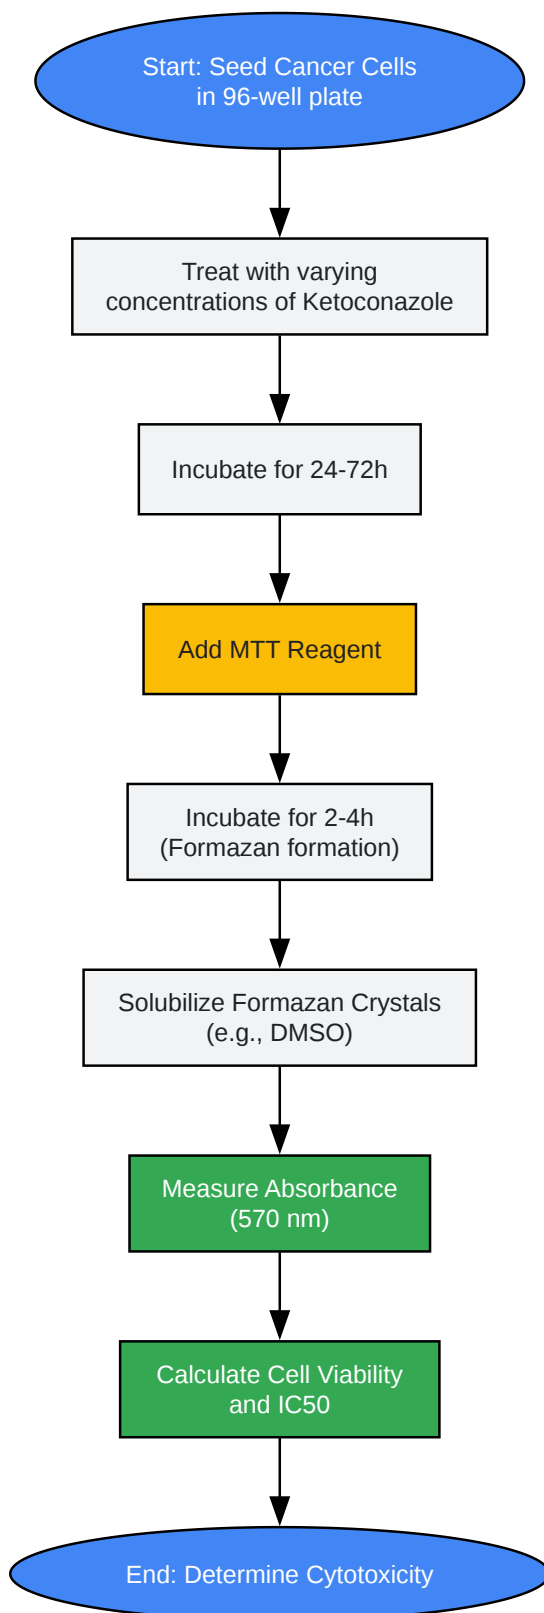 Start: Seed Cancer Cells
in 96-well plate
Treat with varying
concentrations of Ketoconazole
Incubate for 24-72h
Add MTT Reagent
Incubate for 2-4h
(Formazan formation)
Solubilize Formazan Crystals
(e.g., DMSO)
Measure Absorbance
(570 nm)
Calculate Cell Viability
and IC50
End: Determine Cytotoxicity